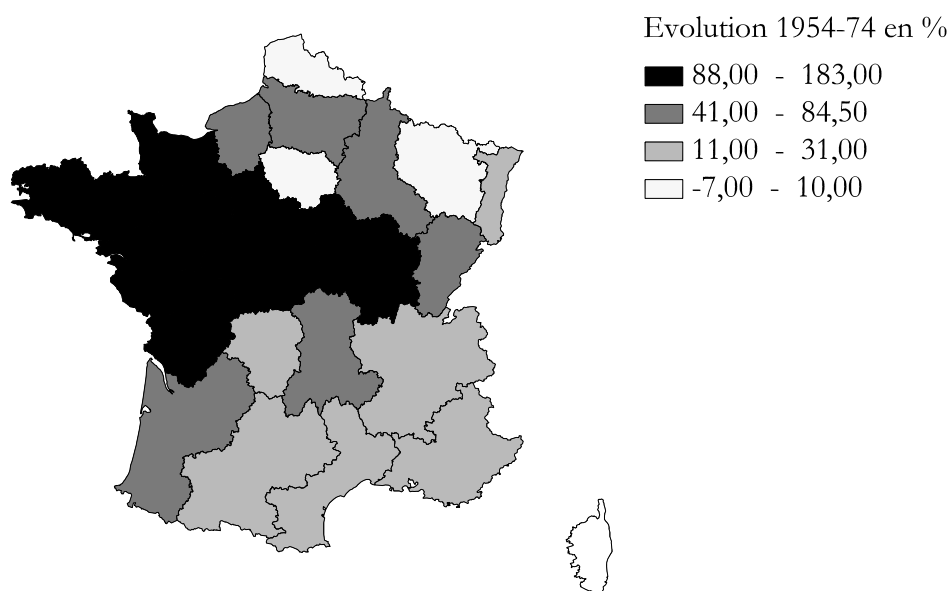 Evolution 1954-74 en %
88,00 - 183,00
41,00 - 84,50
11,00 - 31,00
-7,00 - 10,00